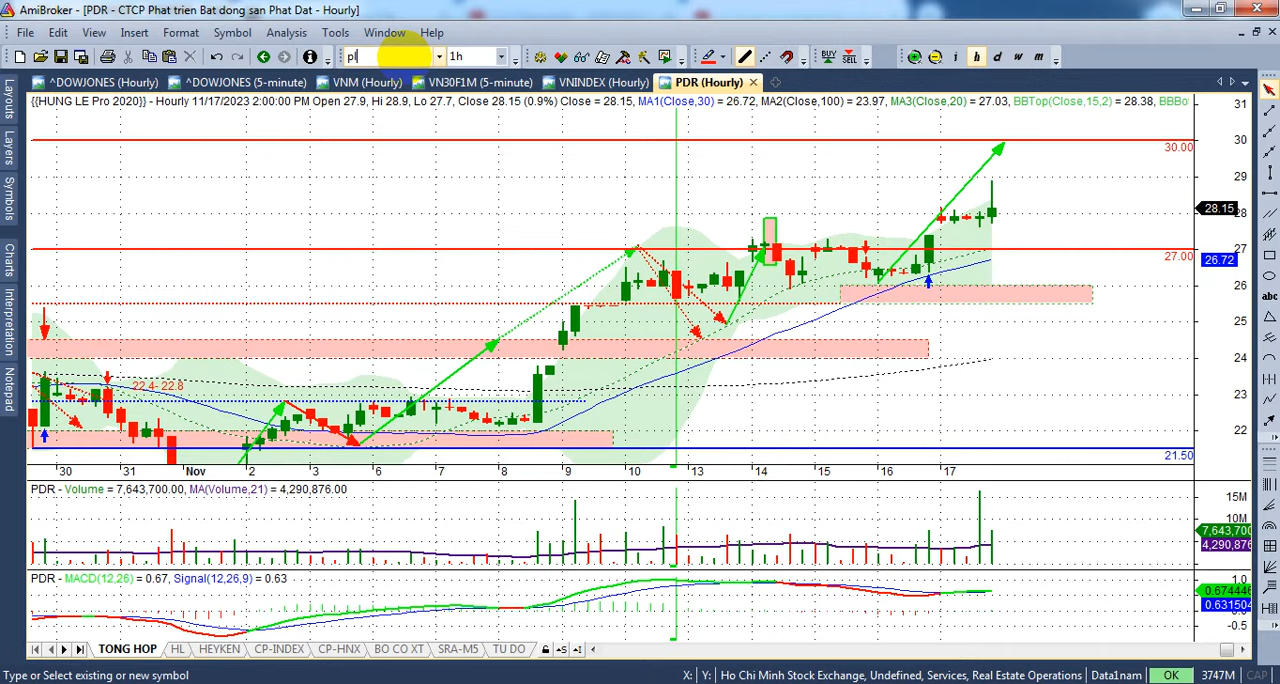 AmiBroker - [PDR - CTCP Phat trien Bat dong san Phat Dat - Hourly]
File Edit View Insert Format Symbol Analysis Tools Window Help
pl 1h BUY SELL i h d w m
^DOWJONES (Hourly) ^DOWJONES (5-minute) VNM (Hourly) VN30F1M (5-minute) VNINDEX (Hourly) PDR (Hourly)
Layouts
Layers
Symbols
Charts
Interpretation
Notepad
{{HUNG LE Pro 2020}} - Hourly 11/17/2023 2:00:00 PM Open 27.9, Hi 28.9, Lo 27.7, Close 28.15 (0.9%) Close = 28.15, MA1(Close,30) = 26.72, MA2(Close,100) = 23.97, MA3(Close,20) = 27.03, BBTop(Close,15,2) = 28.38, BBBo
31
30
30.00
29
28.15
28
27
27.00
26.72
26
25
24
23
22.4- 22.8
22
21.50
30 31 Nov 2 3 6 7 8 9 10 13 14 15 16 17
PDR - Volume = 7,643,700.00, MA(Volume,21) = 4,290,876.00
15M
10M
7,643,700
4,290,876
PDR - MACD(12,26) = 0.67, Signal(12,26,9) = 0.63
1.0
0.674446
0.631504
-0.5
TONG HOP HL HEYKEN CP-INDEX CP-HNX BO CO XT SRA-M5 TU DO
abc
Type or Select existing or new symbol X: Y: Ho Chi Minh Stock Exchange, Undefined, Services, Real Estate Operations Data1nam OK 3747M CAP